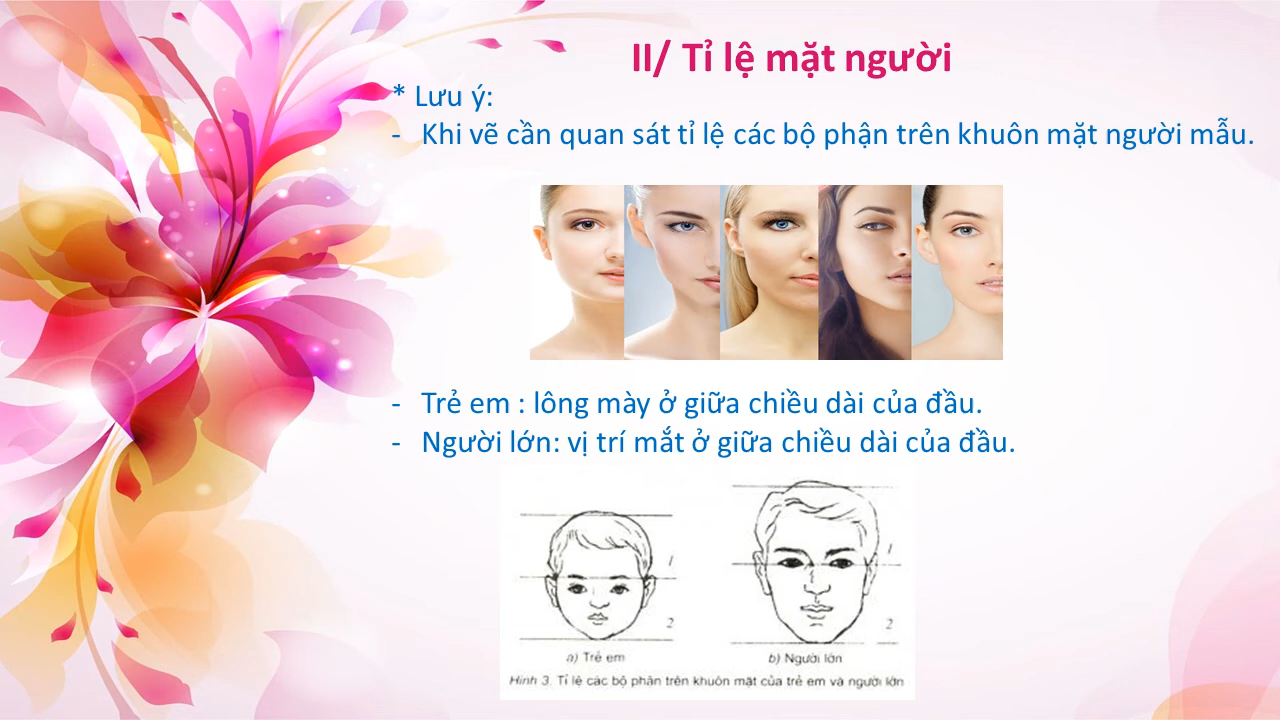 II/ Tỉ lệ mặt người
* Lưu ý:
- Khi vẽ cần quan sát tỉ lệ các bộ phận trên khuôn mặt người mẫu.
- Trẻ em : lông mày ở giữa chiều dài của đầu.
- Người lớn: vị trí mắt ở giữa chiều dài của đầu.
1
1
2
2
a) Trẻ em
b) Người lớn
Hình 3. Tỉ lệ các bộ phận trên khuôn mặt của trẻ em và người lớn